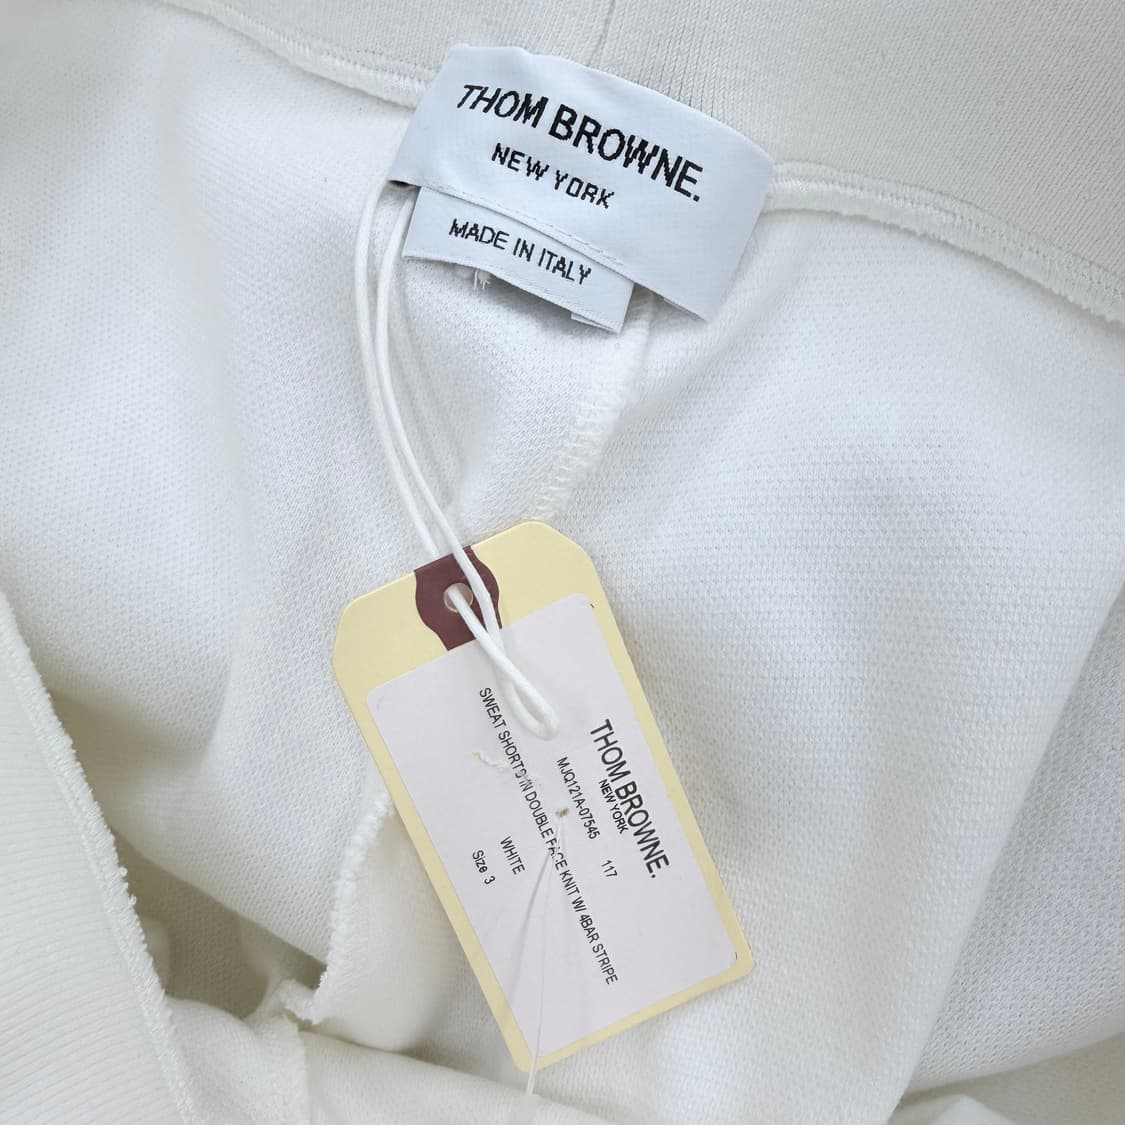 THOM BROWNE.
NEW YORK
MADE IN ITALY
THOM BROWNE.
NEW YORK
MJQ121A-07545 117
SWEAT SHORTS IN DOUBLE FACE KNIT W/ 4BAR STRIPE
WHITE
Size 3